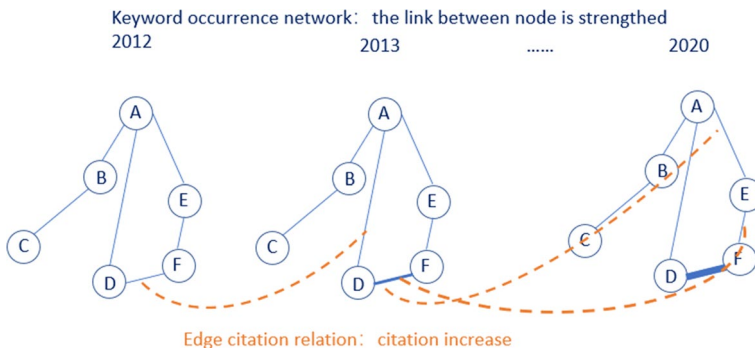 Keyword occurrence network: the link between node is strengthed
2012
2013
......
2020
A
B
C
D
E
F
A
B
C
D
E
F
A
B
C
D
E
F
Edge citation relation: citation increase